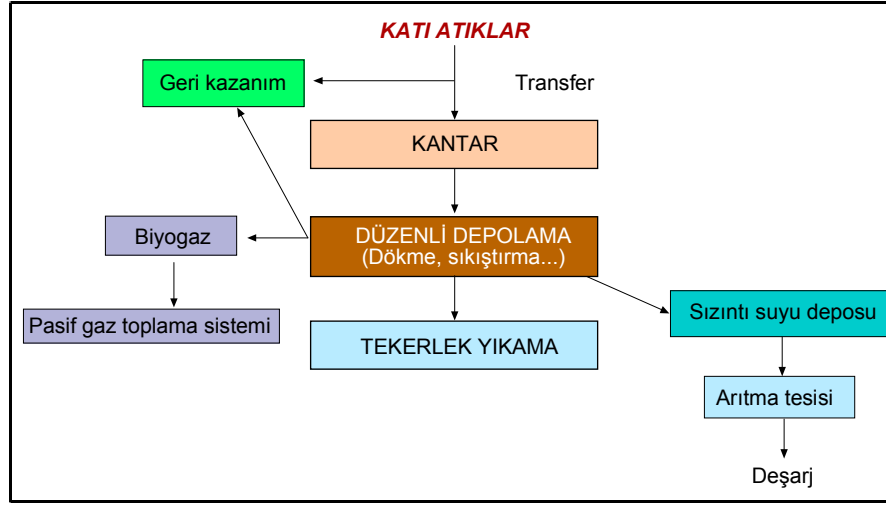 KATI ATIKLAR
Geri kazanım
Transfer
KANTAR
Biyogaz
DÜZENLİ DEPOLAMA
(Dökme, sıkıştırma...)
Pasif gaz toplama sistemi
Sızıntı suyu deposu
TEKERLEK YIKAMA
Arıtma tesisi
Deşarj